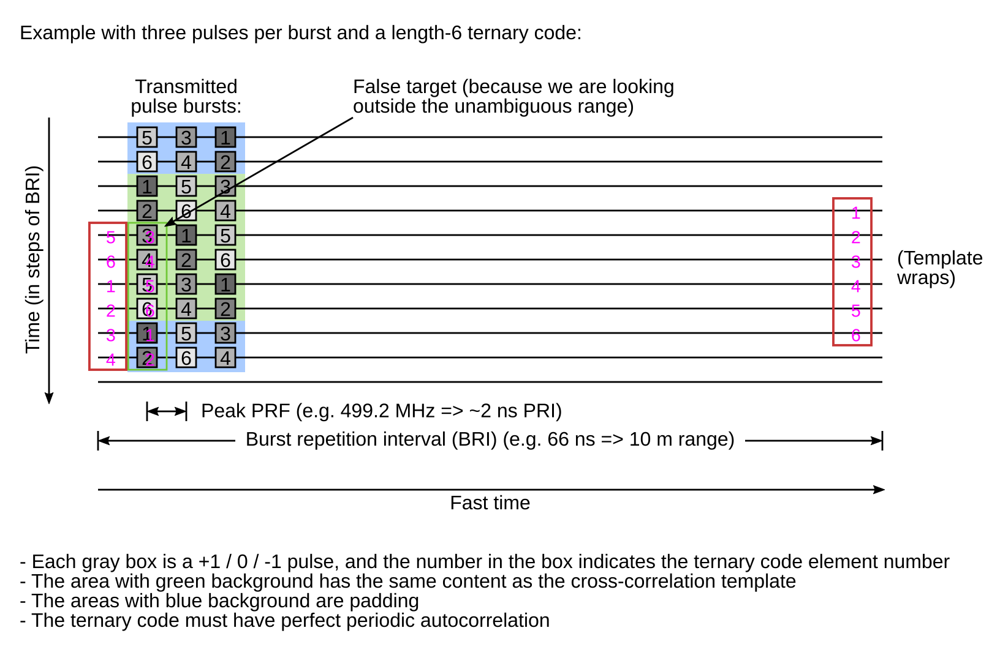 Example with three pulses per burst and a length-6 ternary code:
Transmitted
pulse bursts:
False target (because we are looking
outside the unambiguous range)
Time (in steps of BRI)
5 3 1
6 4 2
1 5 3
2 6 4 1
5 3 3 1 5 2
6 4 4 2 6 3
1 5 5 3 1 4
2 6 6 4 2 5
3 1 1 5 3 6
4 2 2 6 4
(Template
wraps)
Peak PRF (e.g. 499.2 MHz => ~2 ns PRI)
Burst repetition interval (BRI) (e.g. 66 ns => 10 m range)
Fast time
- Each gray box is a +1 / 0 / -1 pulse, and the number in the box indicates the ternary code element number
- The area with green background has the same content as the cross-correlation template
- The areas with blue background are padding
- The ternary code must have perfect periodic autocorrelation